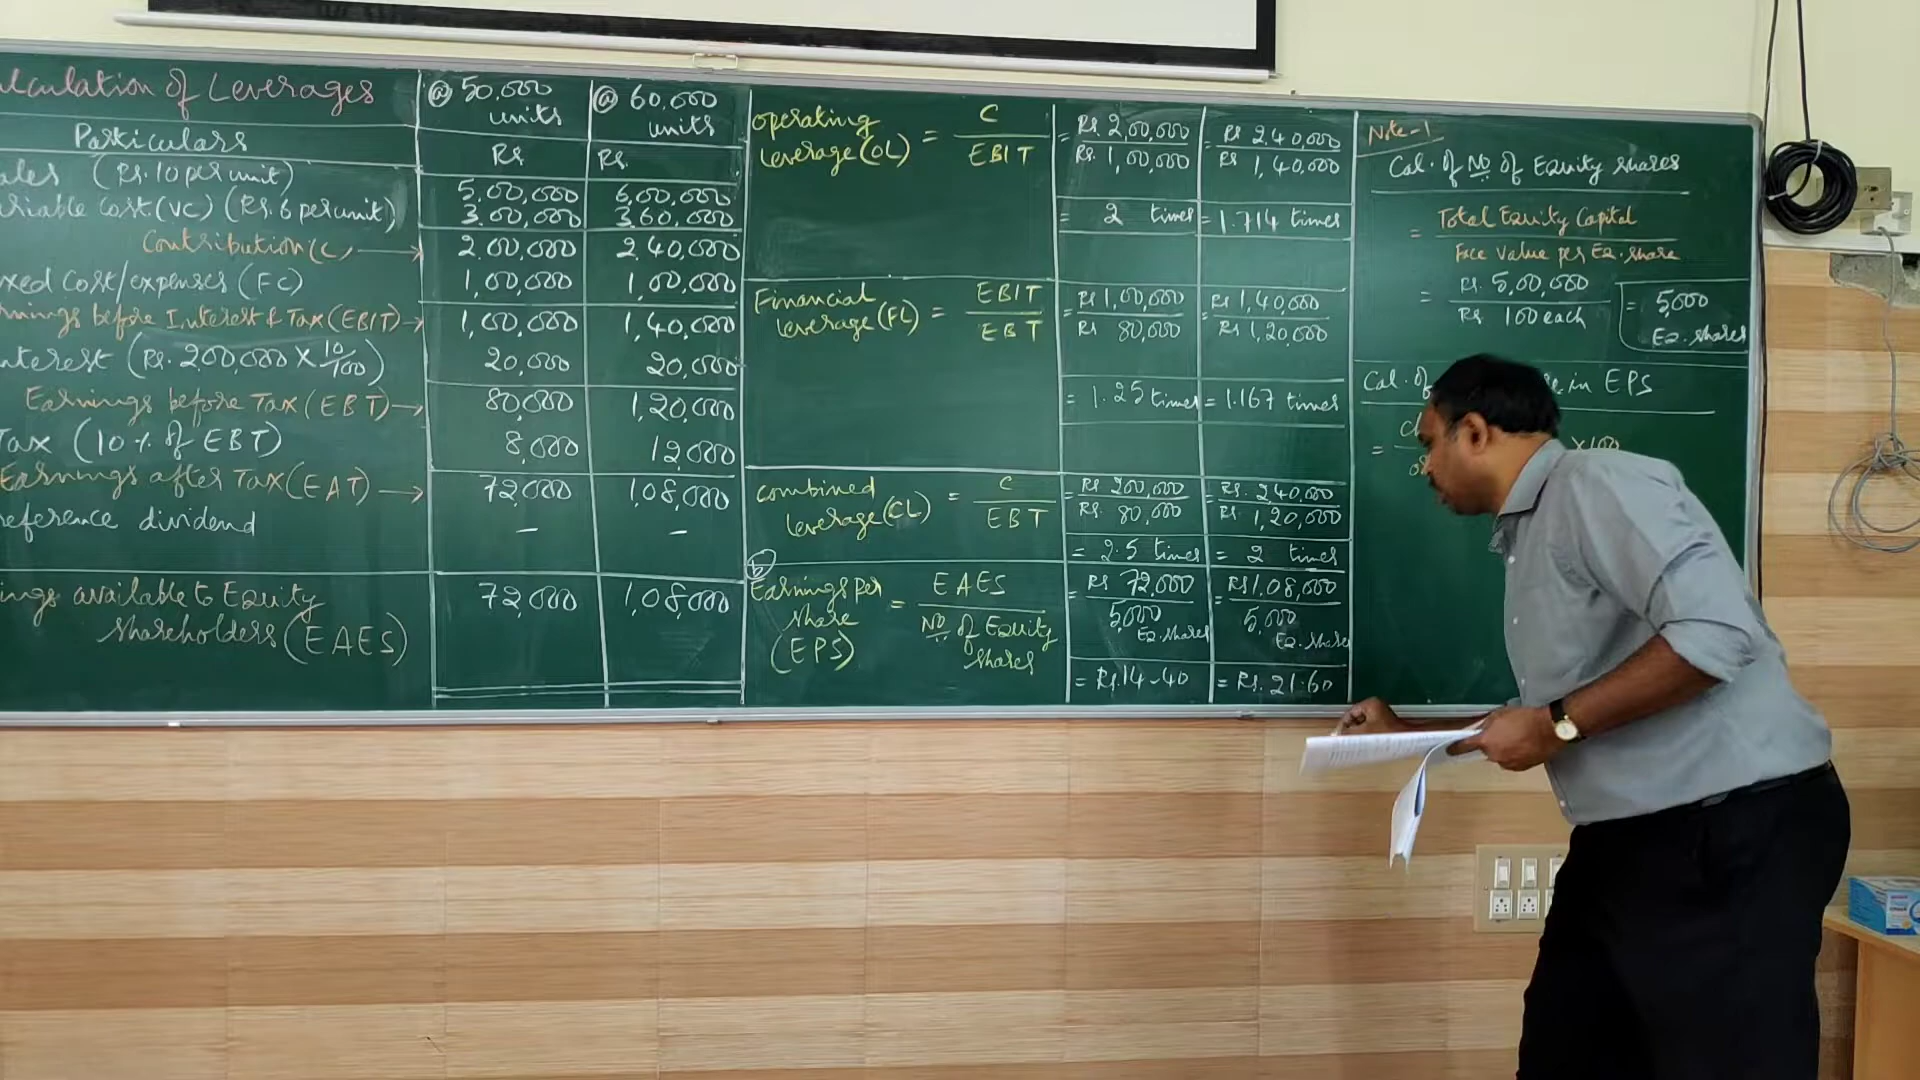 lculation of Leverages
@ 50,000
units
@ 60,000
units
Particulars
Rs
Rs.
ales (Rs. 10 per unit)
5,00,000
6,00,000
ariable Cost (VC) (Rs. 6 per unit)
3,00,000
3,60,000
Contribution (C)
2,00,000
2,40,000
ixed Cost/expenses (FC)
1,00,000
1,00,000
rnings before Interest & Tax (EBIT)→
1,00,000
1,40,000
nterest (Rs. 2,00,000 × 10/100)
20,000
20,000
Earnings before Tax (EBT)→
80,000
1,20,000
Tax (10% of EBT)
8,000
12,000
Earnings after Tax (EAT) →
72,000
1,08,000
reference dividend
-
-
ings available to Equity
shareholders (EAES)
72,000
1,08,000
Operating
Leverage (OL) = C / EBIT
= Rs. 2,00,000 / Rs. 1,00,000
= Rs 2,40,000 / Rs 1,40,000
= 2 times
= 1.714 times
Financial
Leverage (FL) = EBIT / EBT
= Rs 1,00,000 / Rs 80,000
= Rs 1,40,000 / Rs 1,20,000
= 1.25 times
= 1.167 times
Combined
Leverage (CL) = C / EBT
= Rs 200,000 / Rs. 80,000
= Rs. 240,000 / Rs. 1,20,000
= 2.5 times
= 2 times
b
Earnings per
share
(EPS)
= EAES / No of Equity shares
= Rs 72,000 / 5,000 Eq. shares
= Rs 1,08,000 / 5,000 Eq. shares
= Rs. 14-40
= Rs. 21.60
Note-1
Cal. of No of Equity shares
= Total Equity Capital / Face Value per Eq. share
= Rs. 5,00,000 / Rs 100 each
= 5,000
Eq. shares
Cal. of
in EPS
=
×100